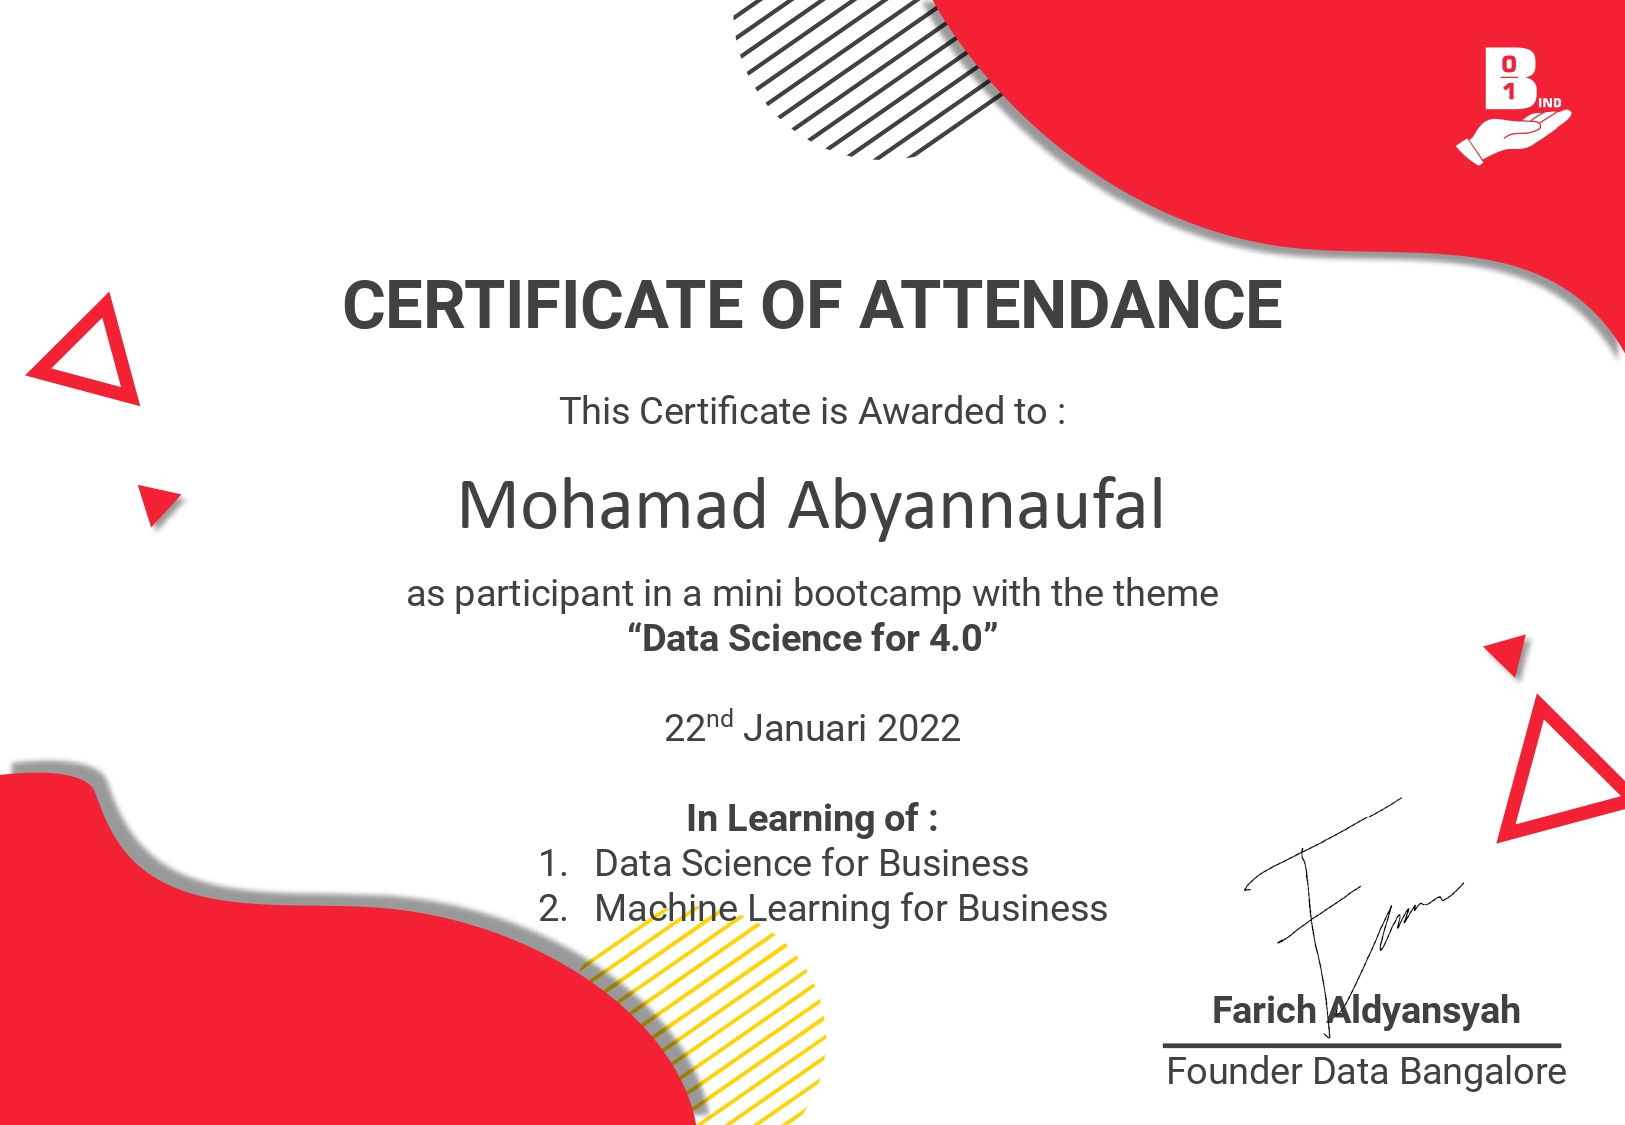 B
0
1
IND
CERTIFICATE OF ATTENDANCE
This Certificate is Awarded to :
Mohamad Abyannaufal
as participant in a mini bootcamp with the theme
“Data Science for 4.0”
22nd Januari 2022
In Learning of :
1. Data Science for Business
2. Machine Learning for Business
Farich Aldyansyah
Founder Data Bangalore